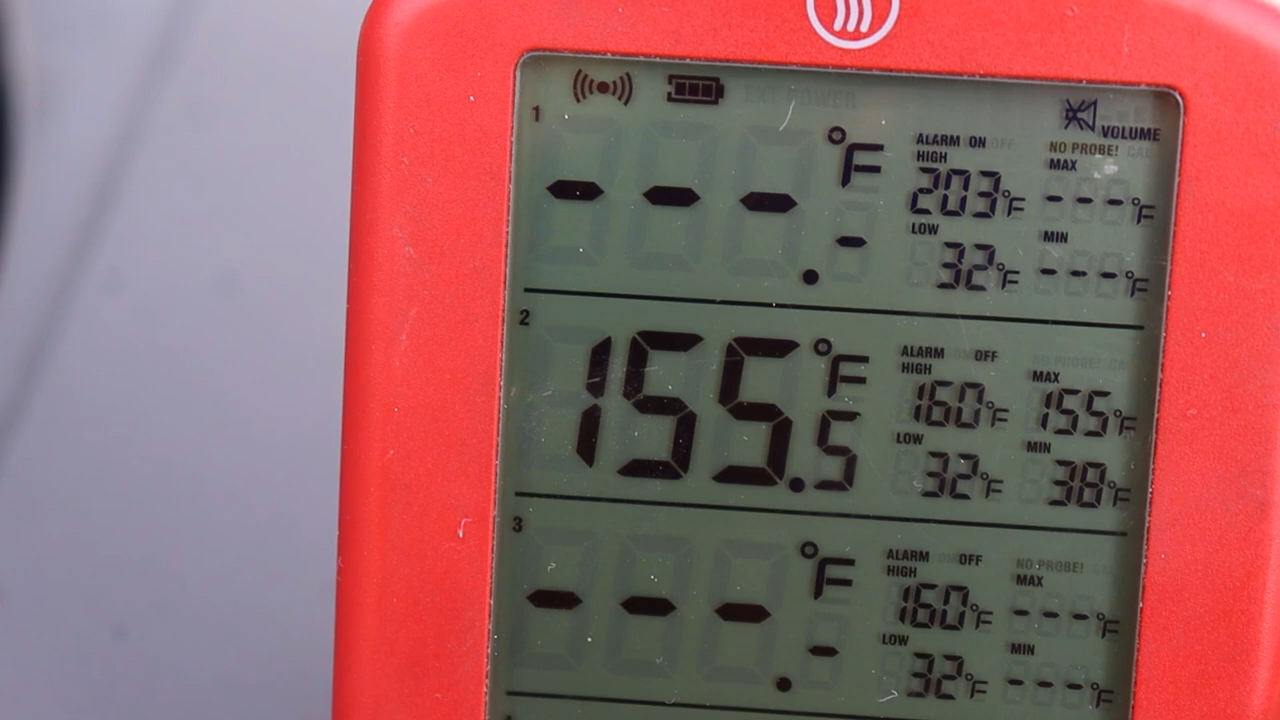 1
---.- °F
ALARM ON
HIGH
203°F
LOW
32°F
VOLUME
NO PROBE!
MAX
---°F
MIN
---°F
2
155.5 °F
ALARM OFF
HIGH
160°F
LOW
32°F
MAX
155°F
MIN
38°F
3
---.- °F
ALARM OFF
HIGH
160°F
LOW
32°F
NO PROBE!
MAX
---°F
MIN
---°F